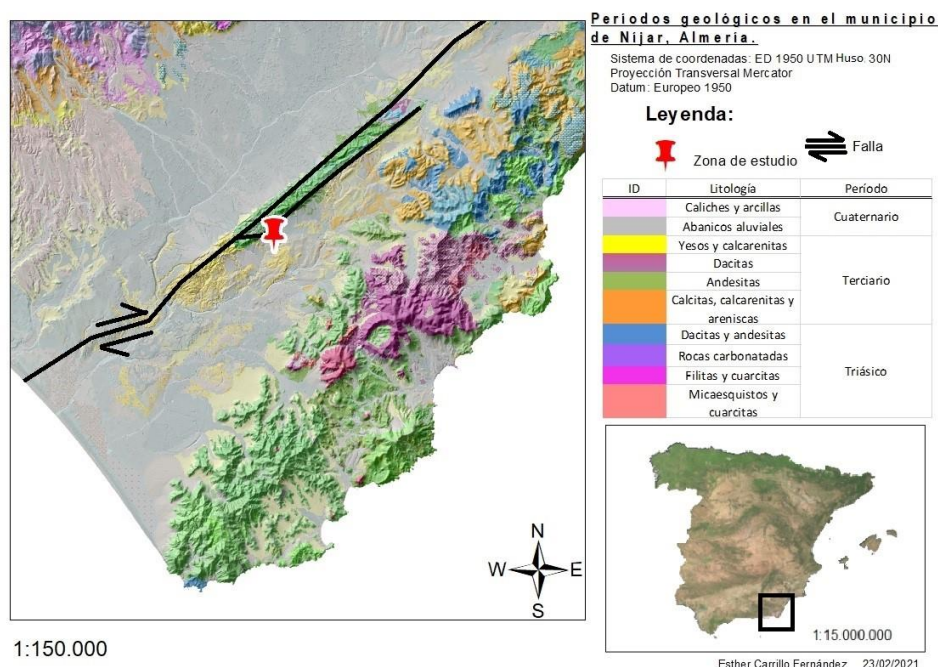 Períodos geológicos en el municipio
de Níjar, Almería.
Sistema de coordenadas: ED 1950 UTM Huso 30N
Proyección Transversal Mercator
Datum: Europeo 1950
Leyenda:
Zona de estudio
Falla
ID Litología Período
Caliches y arcillas
Abanicos aluviales
Cuaternario
Yesos y calcarenitas
Dacitas
Andesitas
Calcitas, calcarenitas y
areniscas
Terciario
Dacitas y andesitas
Rocas carbonatadas
Filitas y cuarcitas
Micaesquistos y
cuarcitas
Triásico
N
W E
S
1:15.000.000
1:150.000
Esther Carrillo Fernández 23/02/2021